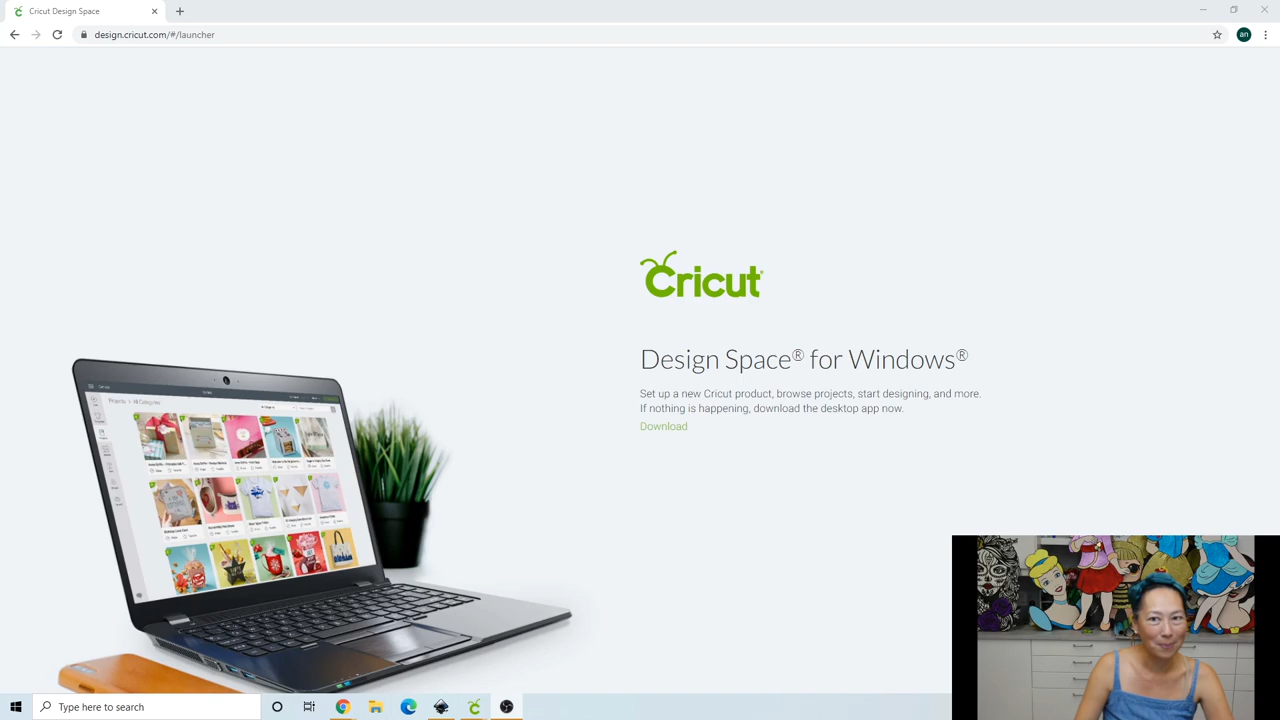 Cricut Design Space
design.cricut.com/#/launcher
an
Cricut
Design Space® for Windows®
Set up a new Cricut product, browse projects, start designing, and more.
If nothing is happening, download the desktop app now.
Download
Type here to search